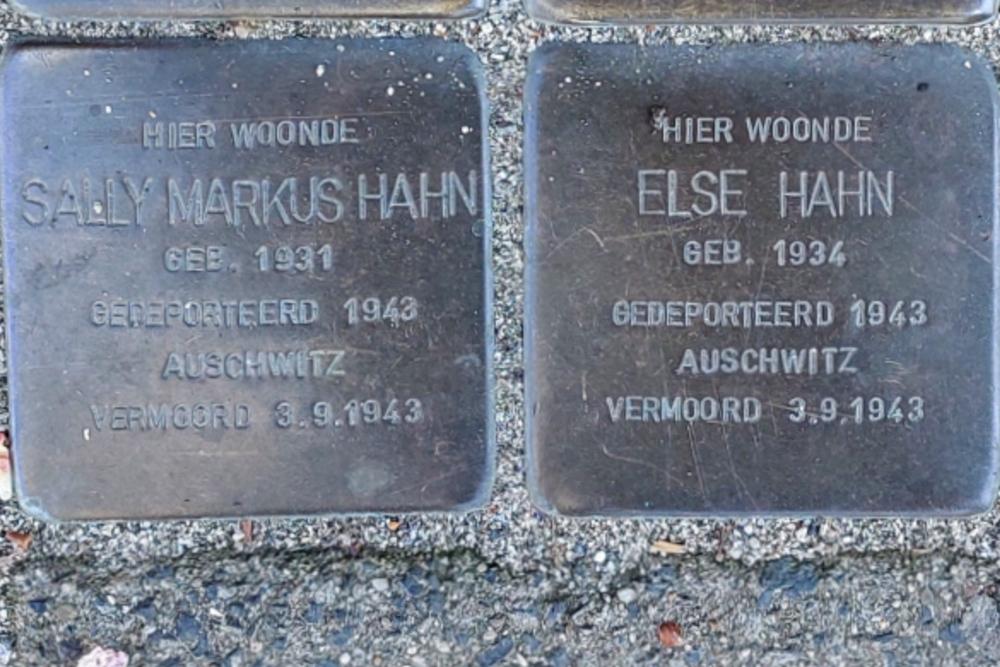 HIER WOONDE
SALLY MARKUS HAHN
GEB. 1931
GEDEPORTEERD 1943
AUSCHWITZ
VERMOORD 3.9.1943
HIER WOONDE
ELSE HAHN
GEB. 1934
GEDEPORTEERD 1943
AUSCHWITZ
VERMOORD 3.9.1943